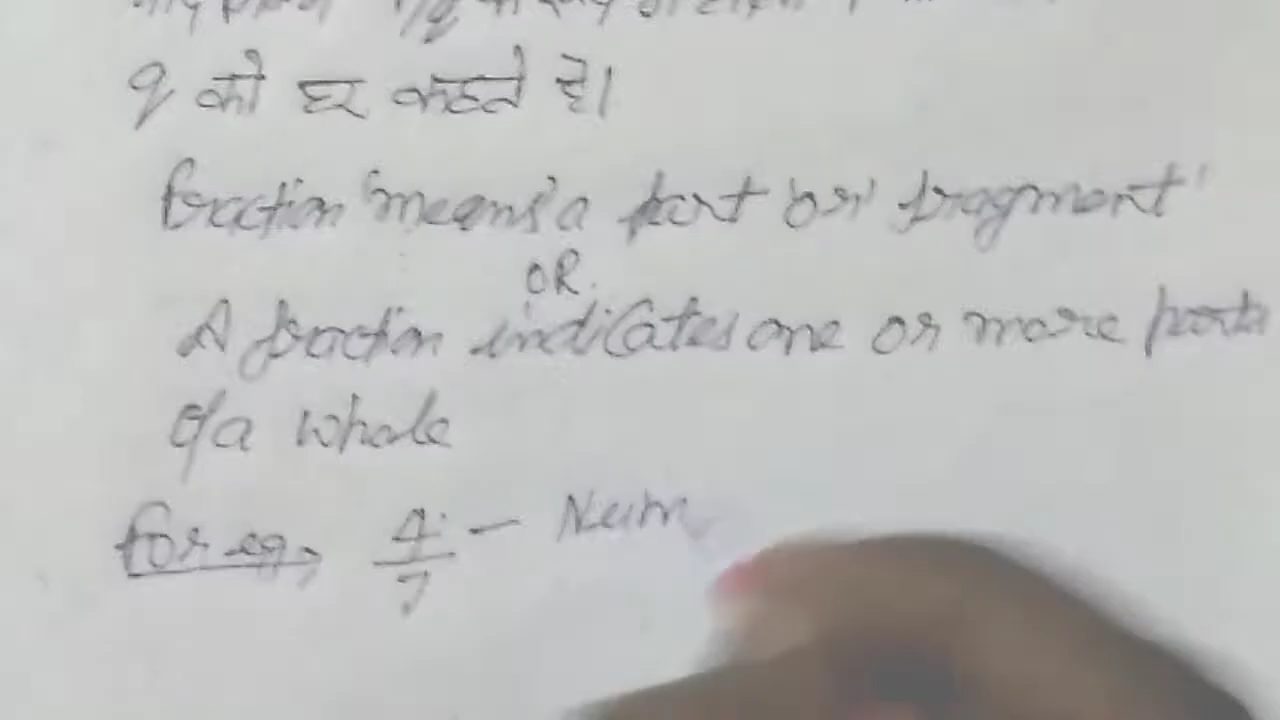 q को हर कहते है।
fraction 'means' a part 'or' fragment'
OR.
A fraction indicates one or more parts
of a whole
for eg, 4/7 — Num